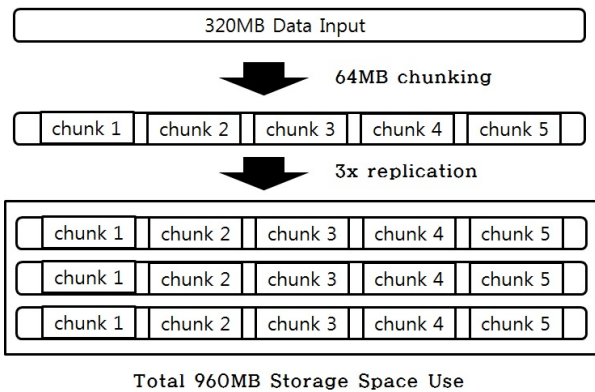 320MB Data Input
64MB chunking
chunk 1 chunk 2 chunk 3 chunk 4 chunk 5
3x replication
chunk 1 chunk 2 chunk 3 chunk 4 chunk 5
chunk 1 chunk 2 chunk 3 chunk 4 chunk 5
chunk 1 chunk 2 chunk 3 chunk 4 chunk 5
Total 960MB Storage Space Use